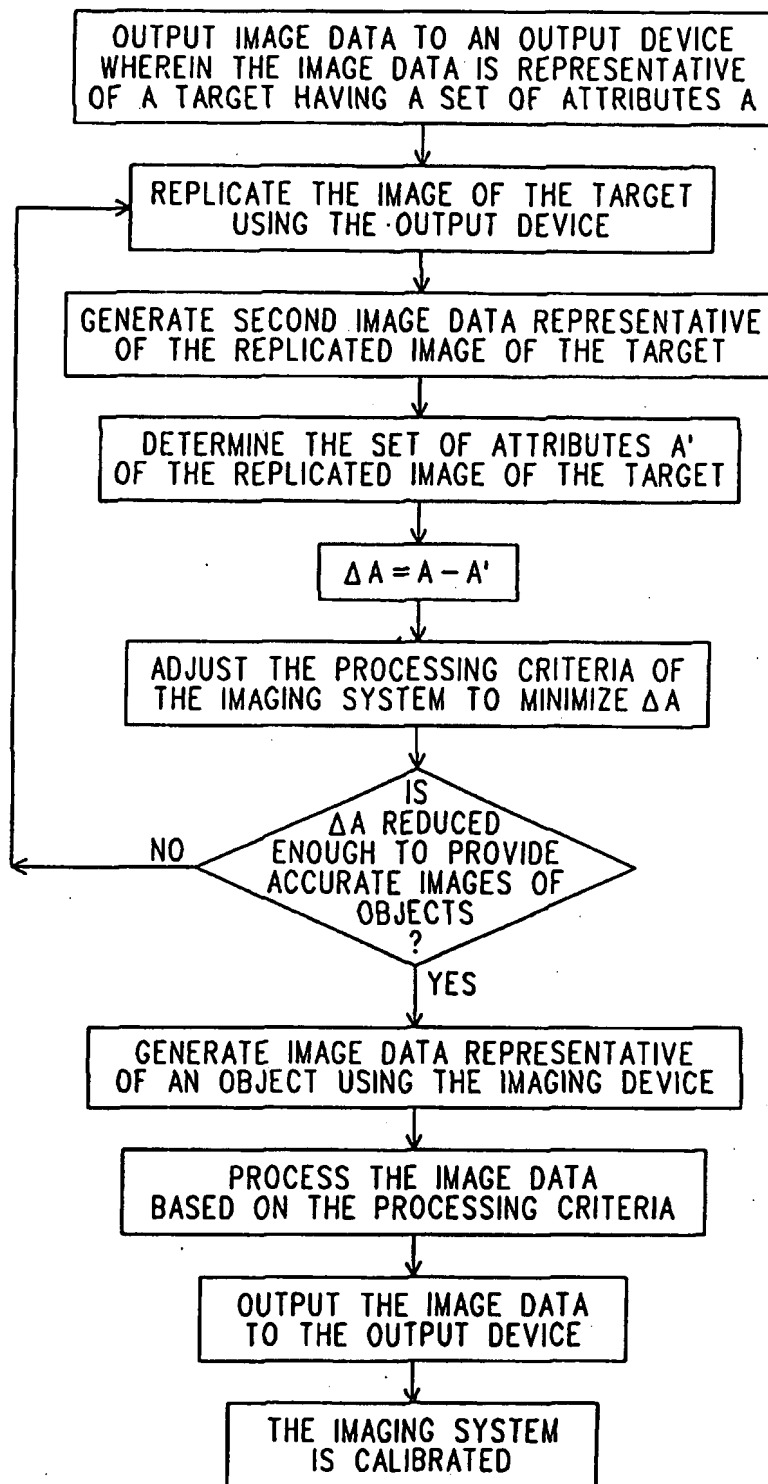 OUTPUT IMAGE DATA TO AN OUTPUT DEVICE
WHEREIN THE IMAGE DATA IS REPRESENTATIVE
OF A TARGET HAVING A SET OF ATTRIBUTES A
REPLICATE THE IMAGE OF THE TARGET
USING THE OUTPUT DEVICE
GENERATE SECOND IMAGE DATA REPRESENTATIVE
OF THE REPLICATED IMAGE OF THE TARGET
DETERMINE THE SET OF ATTRIBUTES A'
OF THE REPLICATED IMAGE OF THE TARGET
ΔA = A - A'
ADJUST THE PROCESSING CRITERIA OF
THE IMAGING SYSTEM TO MINIMIZE ΔA
IS
ΔA REDUCED
ENOUGH TO PROVIDE
ACCURATE IMAGES OF
OBJECTS
?
NO
YES
GENERATE IMAGE DATA REPRESENTATIVE
OF AN OBJECT USING THE IMAGING DEVICE
PROCESS THE IMAGE DATA
BASED ON THE PROCESSING CRITERIA
OUTPUT THE IMAGE DATA
TO THE OUTPUT DEVICE
THE IMAGING SYSTEM
IS CALIBRATED